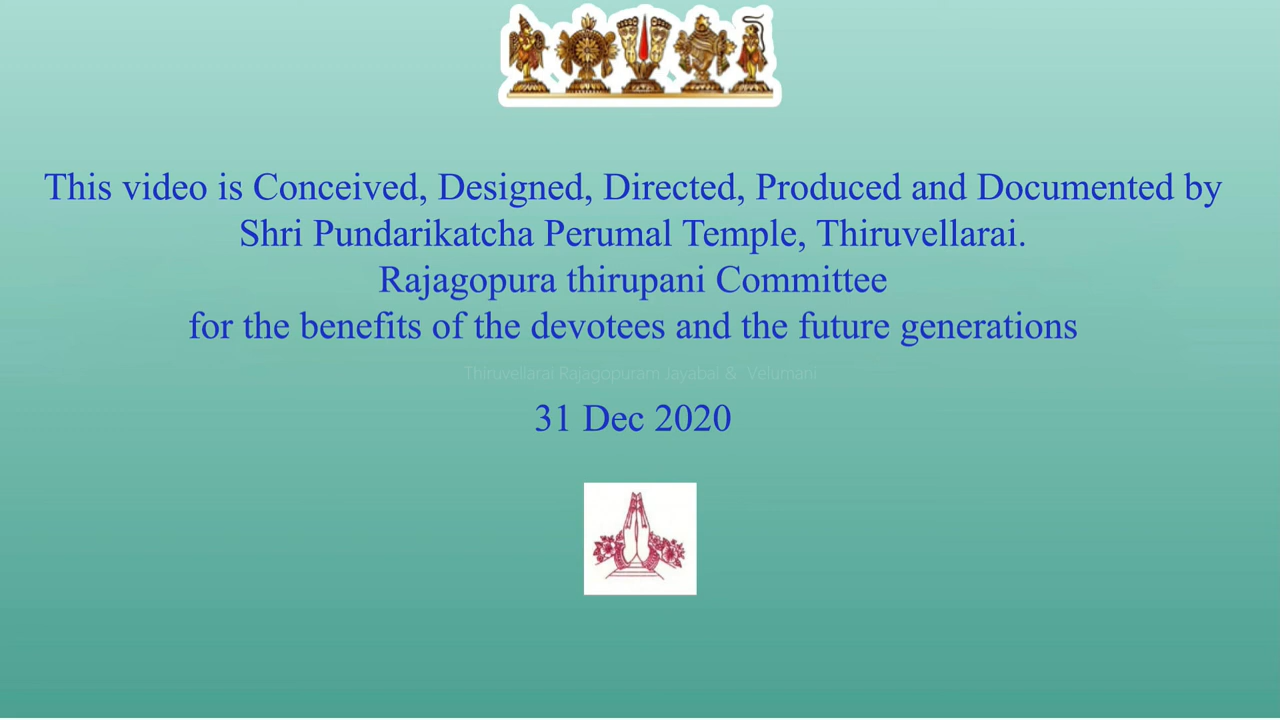 This video is Conceived, Designed, Directed, Produced and Documented by
Shri Pundarikatcha Perumal Temple, Thiruvellarai.
Rajagopura thirupani Committee
for the benefits of the devotees and the future generations
Thiruvellarai Rajagopuram Jayabal & Velumani
31 Dec 2020